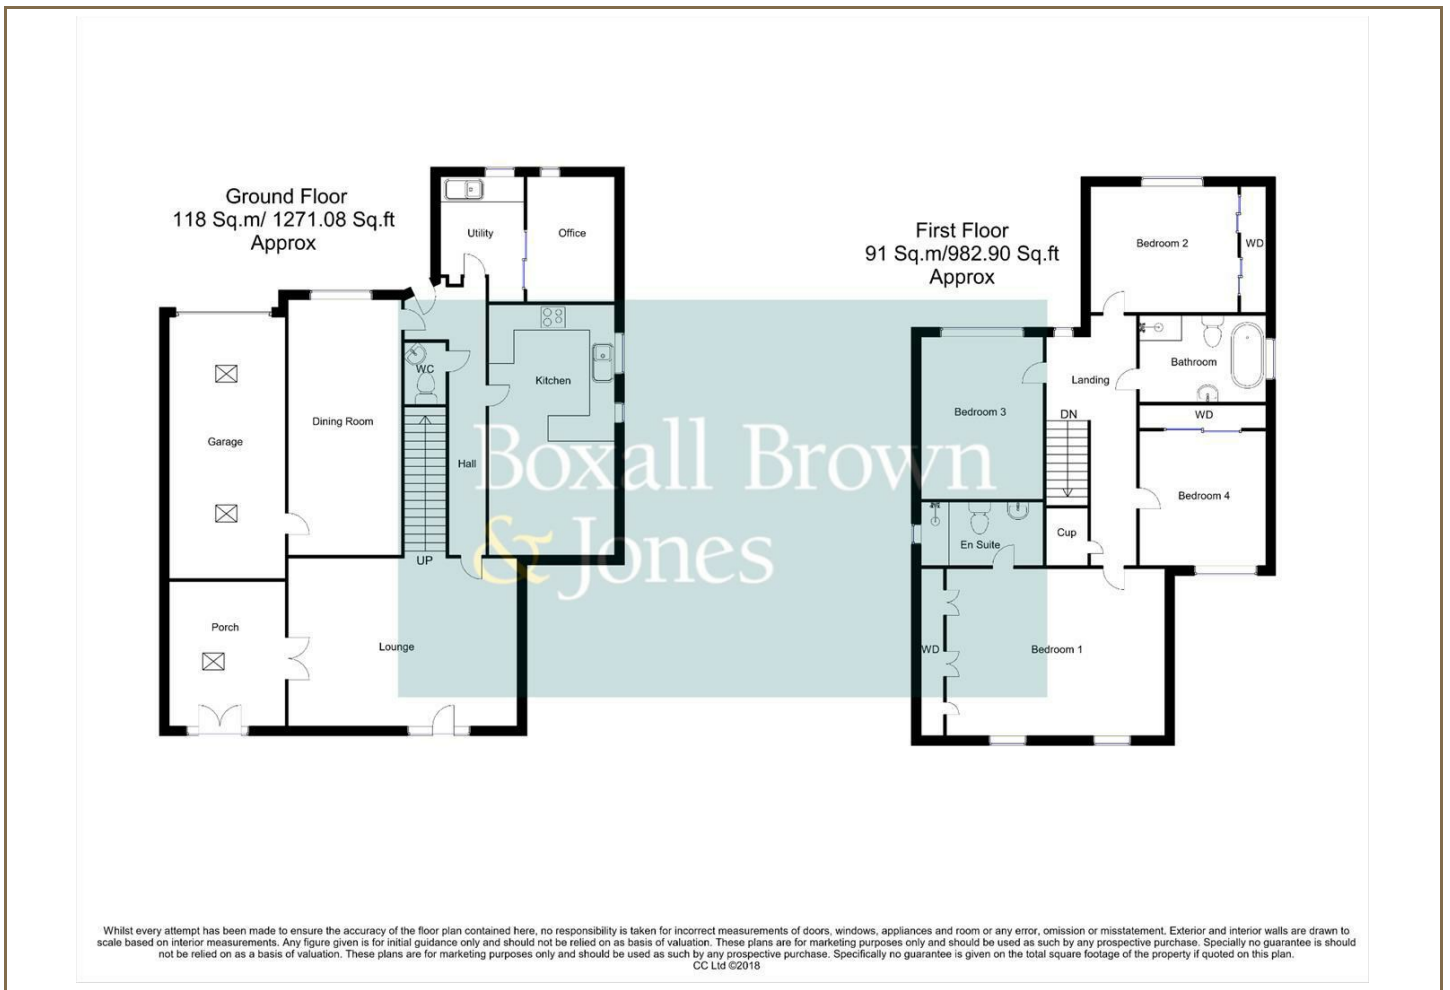 Ground Floor
118 Sq.m/ 1271.08 Sq.ft
Approx
Utility
Office
W.C
Kitchen
Dining Room
Garage
Hall
UP
Porch
Lounge
First Floor
91 Sq.m/982.90 Sq.ft
Approx
Bedroom 2
WD
Bathroom
Landing
Bedroom 3
DN
WD
Bedroom 4
Cup
En Suite
WD
Bedroom 1
Boxall Brown
& Jones
Whilst every attempt has been made to ensure the accuracy of the floor plan contained here, no responsibility is taken for incorrect measurements of doors, windows, appliances and room or any error, omission or misstatement. Exterior and interior walls are drawn to
scale based on interior measurements. Any figure given is for initial guidance only and should not be relied on as basis of valuation. These plans are for marketing purposes only and should be used as such by any prospective purchase. Specially no guarantee is should
not be relied on as a basis of valuation. These plans are for marketing purposes only and should be used as such by any prospective purchase. Specifically no guarantee is given on the total square footage of the property if quoted on this plan.
CC Ltd ©2018